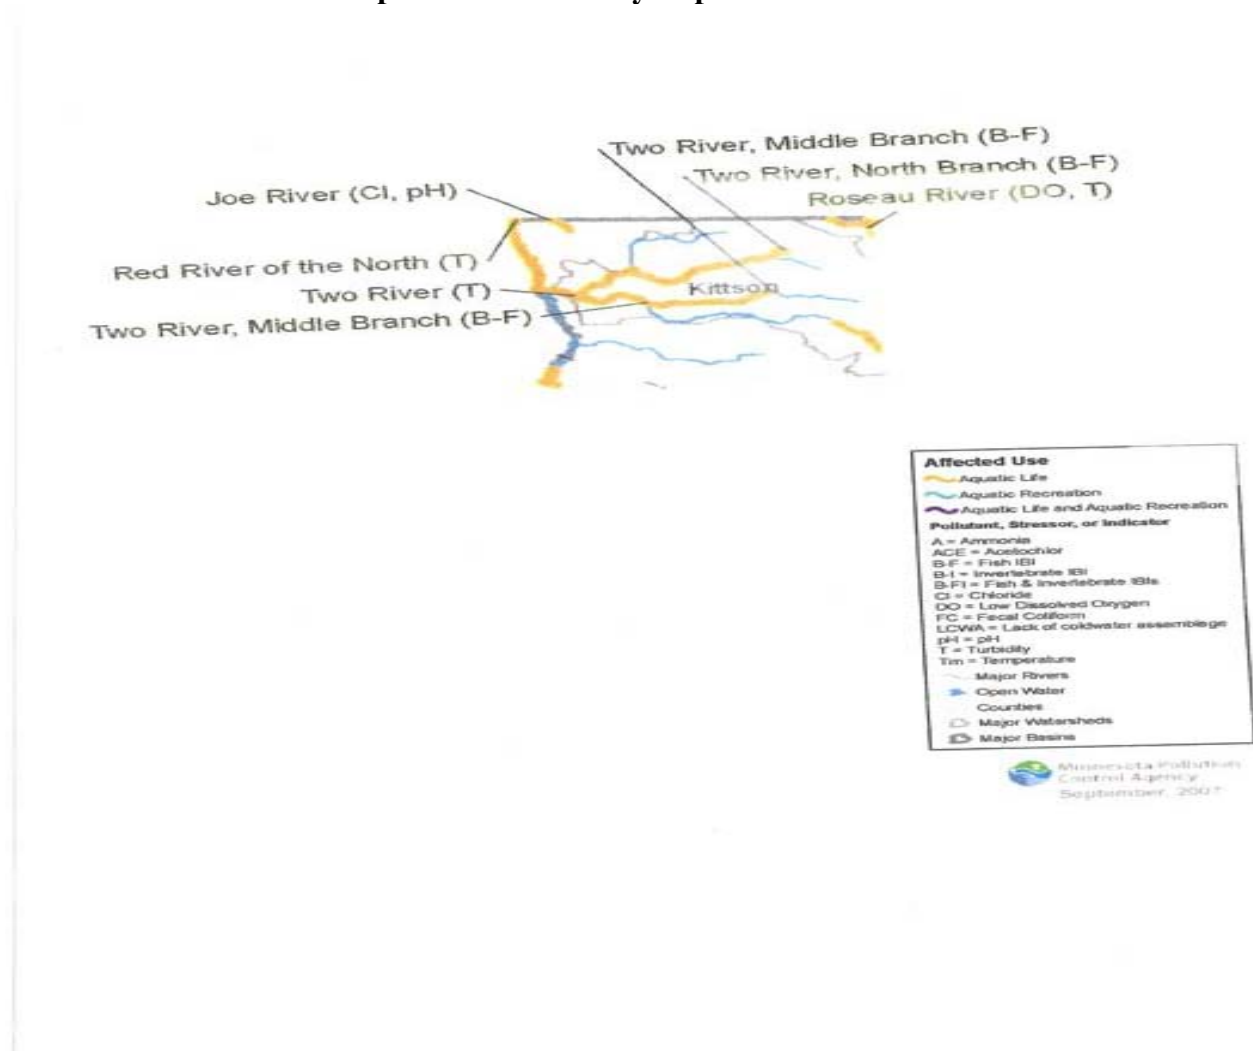 Two River, Middle Branch (B-F)
Two River, North Branch (B-F)
Roseau River (DO, T)
Joe River (Cl, pH)
Red River of the North (T)
Two River (T)
Two River, Middle Branch (B-F)
Kittson
Affected Use
Aquatic Life
Aquatic Recreation
Aquatic Life and Aquatic Recreation
Pollutant, Stressor, or Indicator
A = Ammonia
ACE = Acetochlor
B-F = Fish IBI
B-I = Invertebrate IBI
B-FI = Fish & Invertebrate IBIs
Cl = Chloride
DO = Low Dissolved Oxygen
FC = Fecal Coliform
LCWA = Lack of coldwater assemblage
pH = pH
T = Turbidity
Tm = Temperature
Major Rivers
Open Water
Counties
Major Watersheds
Major Basins
Minnesota Pollution
Control Agency
September, 2007